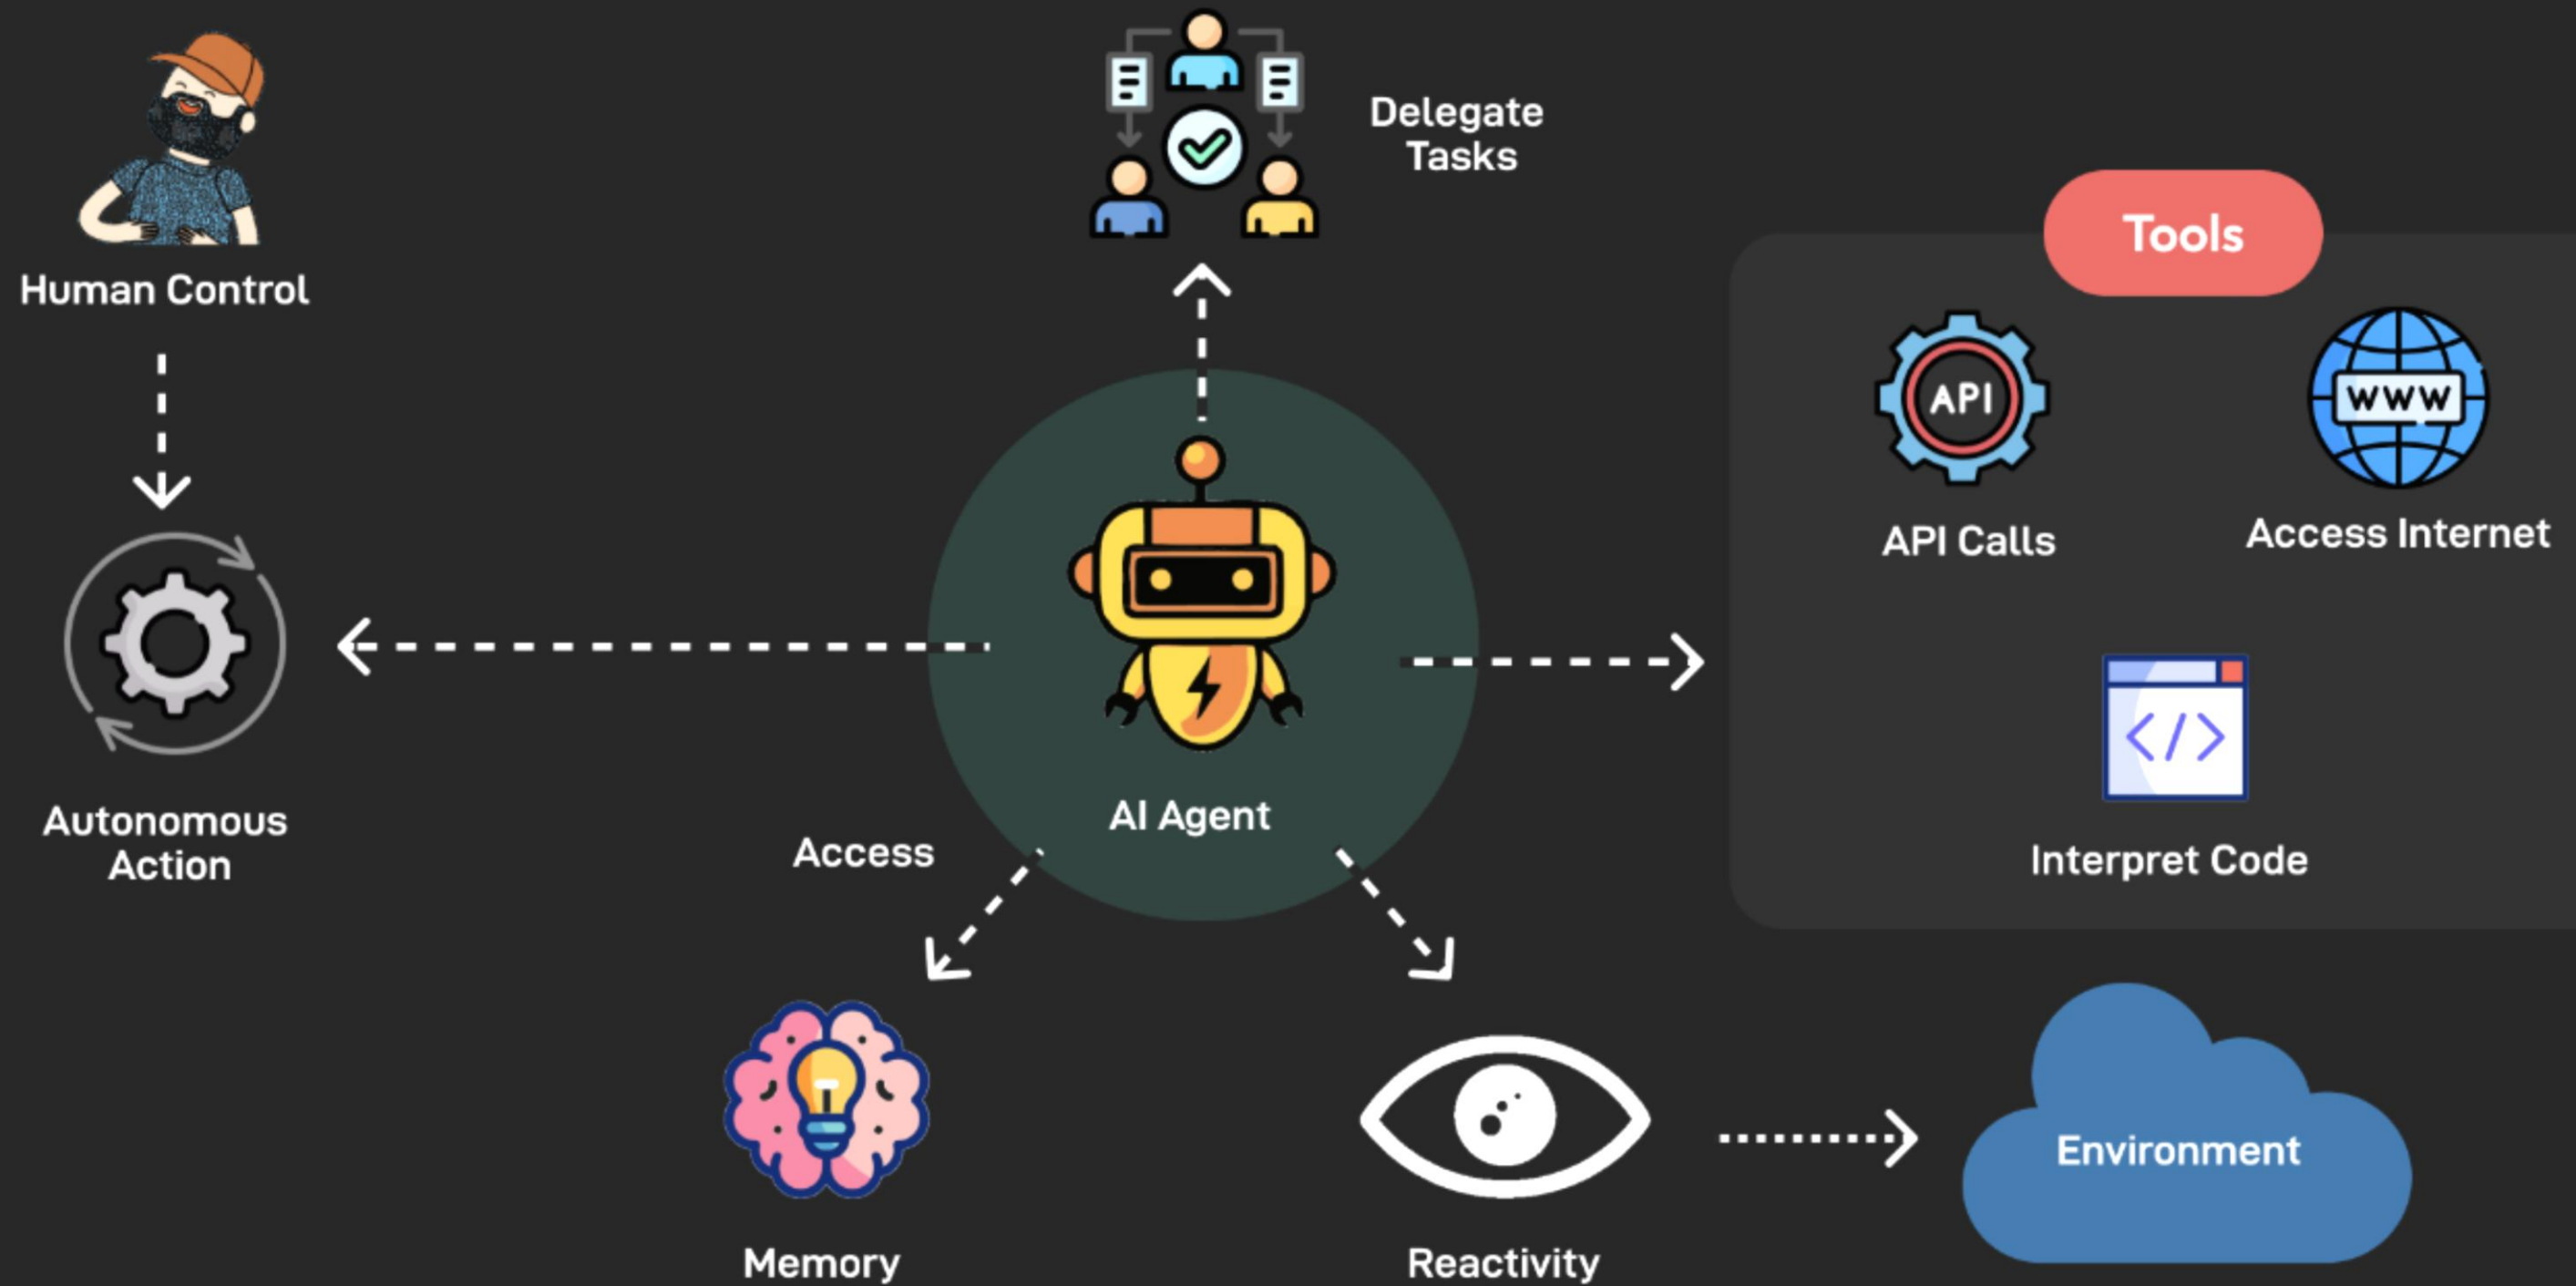 Delegate
Tasks
Tools
Human Control
API
WWW
API Calls
Access Internet
Autonomous
Action
AI Agent
Access
</>
Interpret Code
Environment
Memory
Reactivity